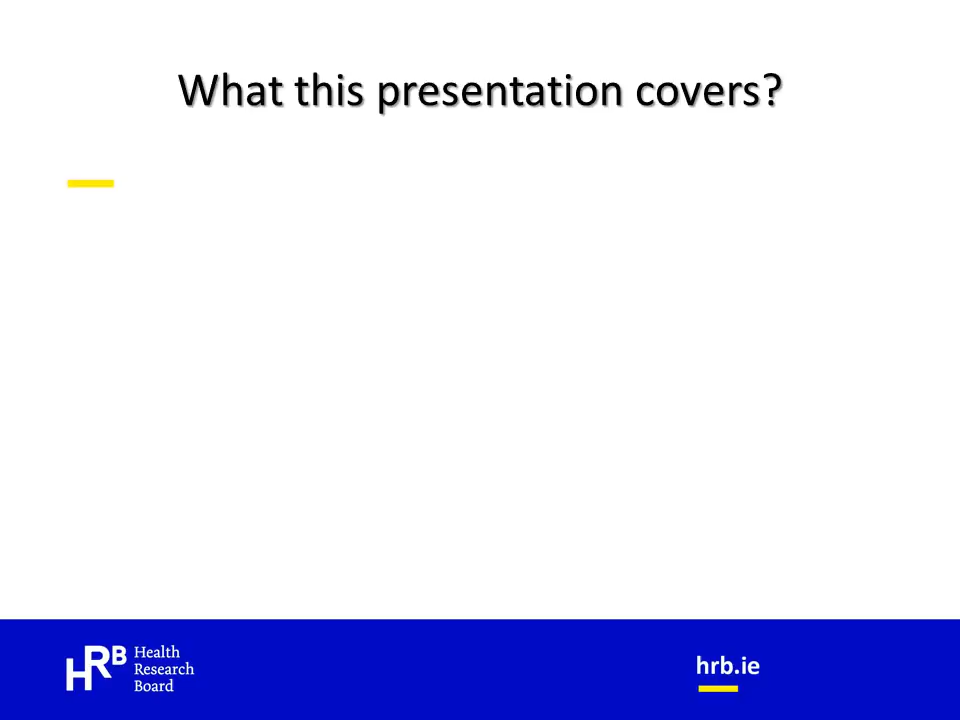 What this presentation covers?
HRB
Health
Research
Board
hrb.ie